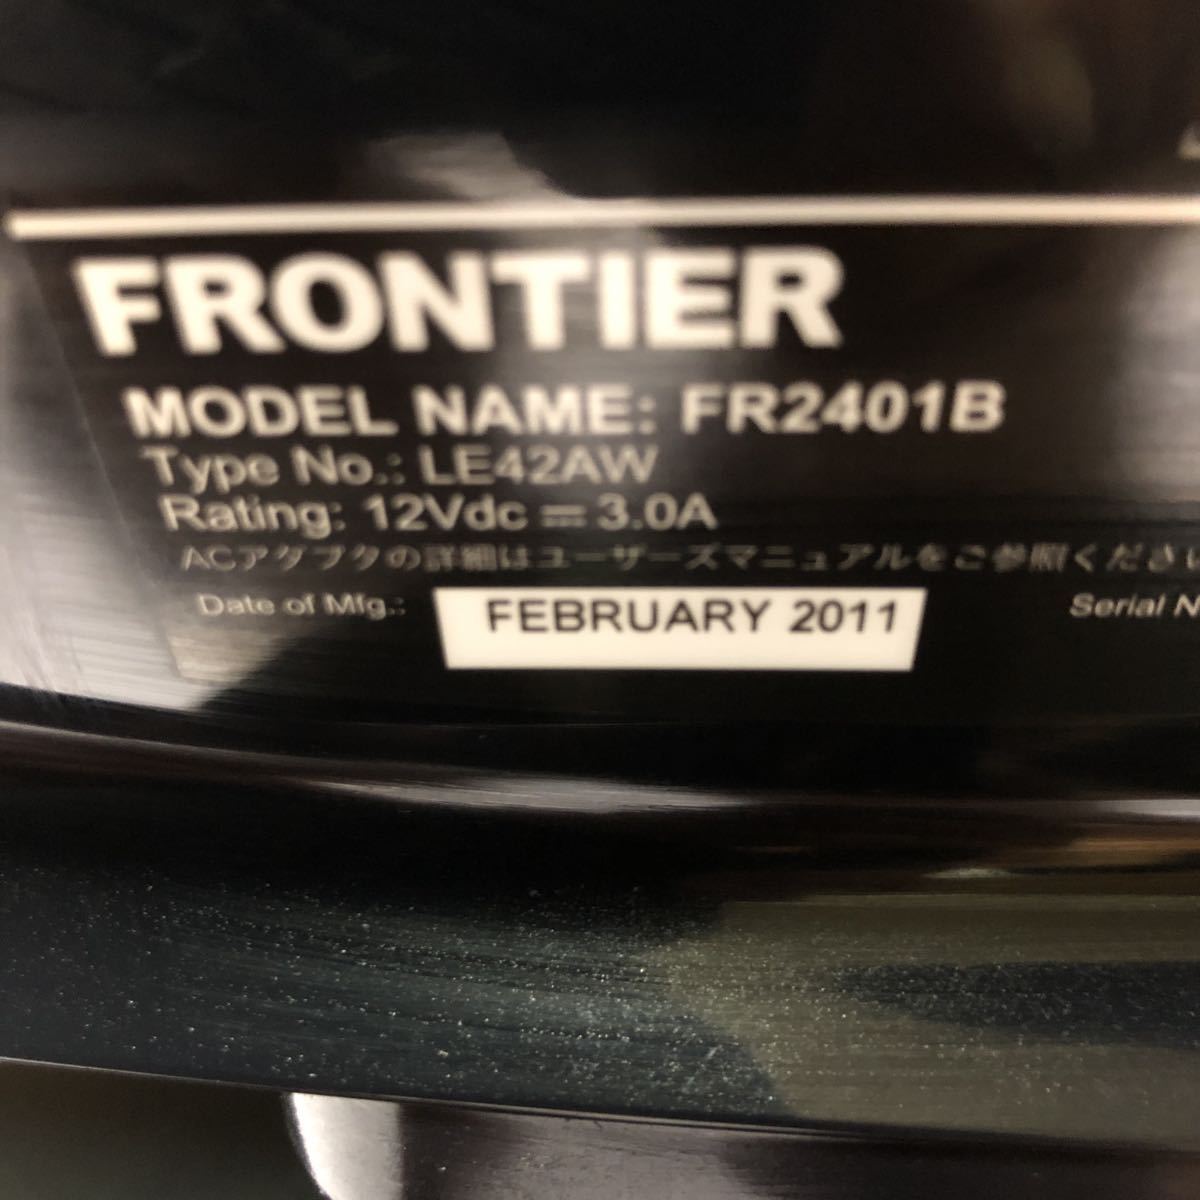 FRONTIER
MODEL NAME: FR2401B
Type No.: LE42AW
Rating: 12Vdc ⎓ 3.0A
ACアダプタの詳細はユーザーズマニュアルをご参照くださ
Date of Mfg.: FEBRUARY 2011 Serial N